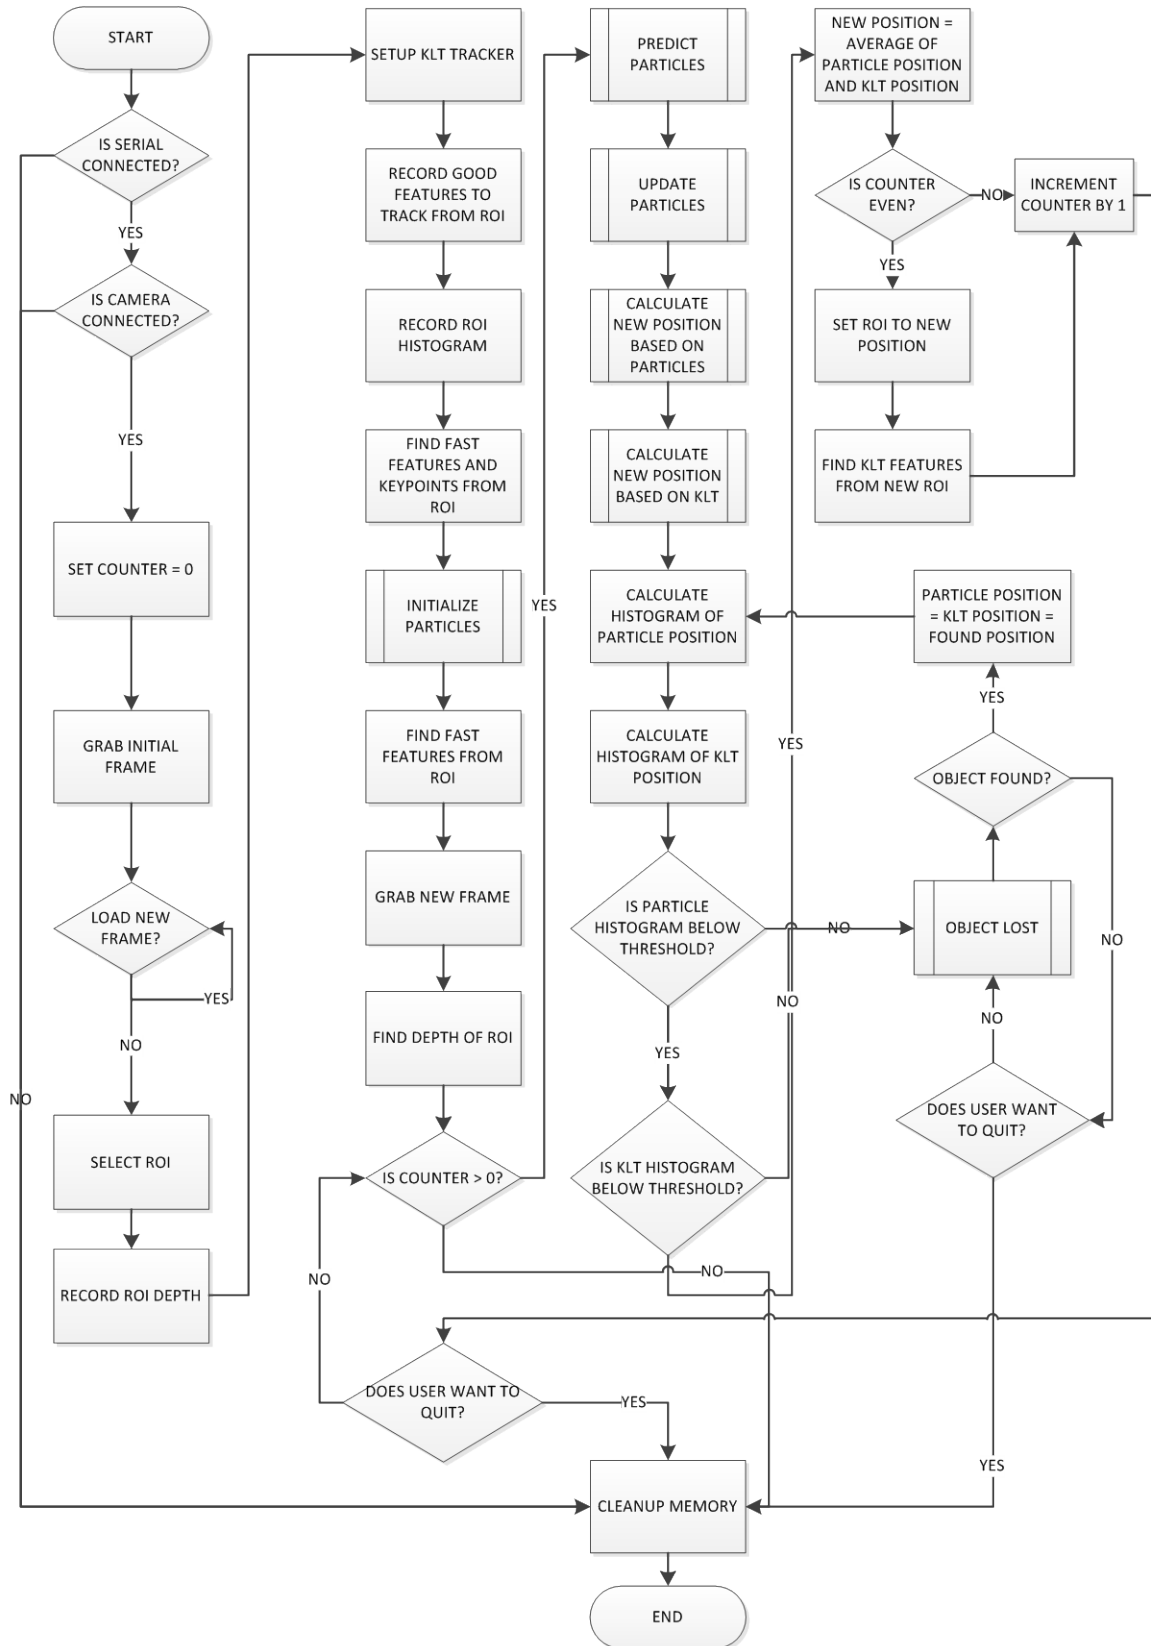 START
IS SERIAL
CONNECTED?
YES
IS CAMERA
CONNECTED?
YES
SET COUNTER = 0
GRAB INITIAL
FRAME
LOAD NEW
FRAME?
YES
NO
NO
SELECT ROI
RECORD ROI DEPTH
SETUP KLT TRACKER
RECORD GOOD
FEATURES TO
TRACK FROM ROI
RECORD ROI
HISTOGRAM
FIND FAST
FEATURES AND
KEYPOINTS FROM
ROI
INITIALIZE
PARTICLES
FIND FAST
FEATURES FROM
ROI
GRAB NEW FRAME
FIND DEPTH OF ROI
IS COUNTER > 0?
YES
NO
NO
DOES USER WANT TO
QUIT?
YES
PREDICT
PARTICLES
UPDATE
PARTICLES
CALCULATE
NEW POSITION
BASED ON
PARTICLES
CALCULATE
NEW POSITION
BASED ON KLT
CALCULATE
HISTOGRAM OF
PARTICLE POSITION
CALCULATE
HISTOGRAM OF KLT
POSITION
IS PARTICLE
HISTOGRAM BELOW
THRESHOLD?
NO
YES
IS KLT HISTOGRAM
BELOW THRESHOLD?
NO
YES
CLEANUP MEMORY
END
NEW POSITION =
AVERAGE OF
PARTICLE POSITION
AND KLT POSITION
IS COUNTER
EVEN?
NO
INCREMENT
COUNTER BY 1
YES
SET ROI TO NEW
POSITION
FIND KLT FEATURES
FROM NEW ROI
PARTICLE POSITION
= KLT POSITION =
FOUND POSITION
YES
OBJECT FOUND?
NO
OBJECT LOST
NO
DOES USER WANT
TO QUIT?
YES